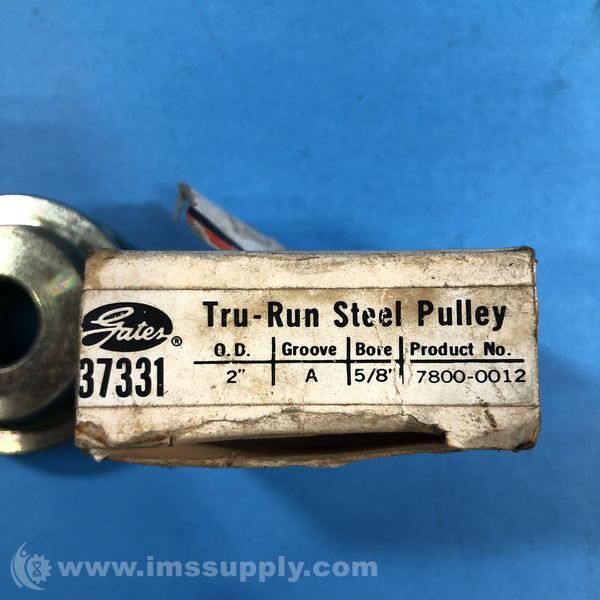 Gates®
37331
Tru-Run Steel Pulley
O.D. Groove Bore Product No.
2" A 5/8' 7800-0012
www.imssupply.com